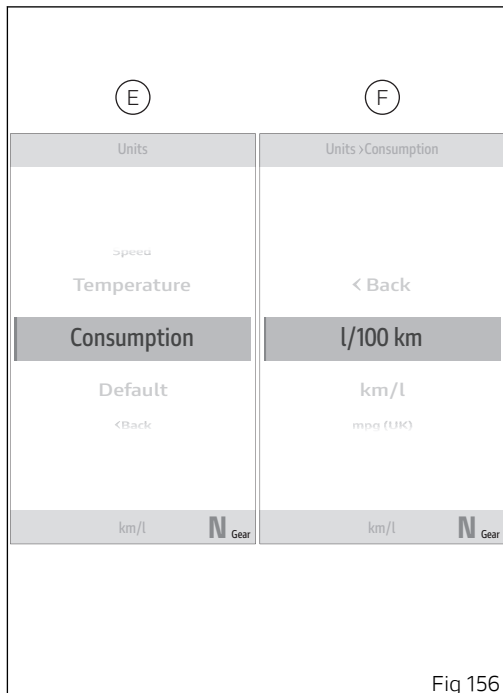 E
F
Units
Speed
Temperature
Consumption
Default
<Back
km/l
N Gear
Units >Consumption
< Back
l/100 km
km/l
mpg (UK)
km/l
N Gear
Fig 156